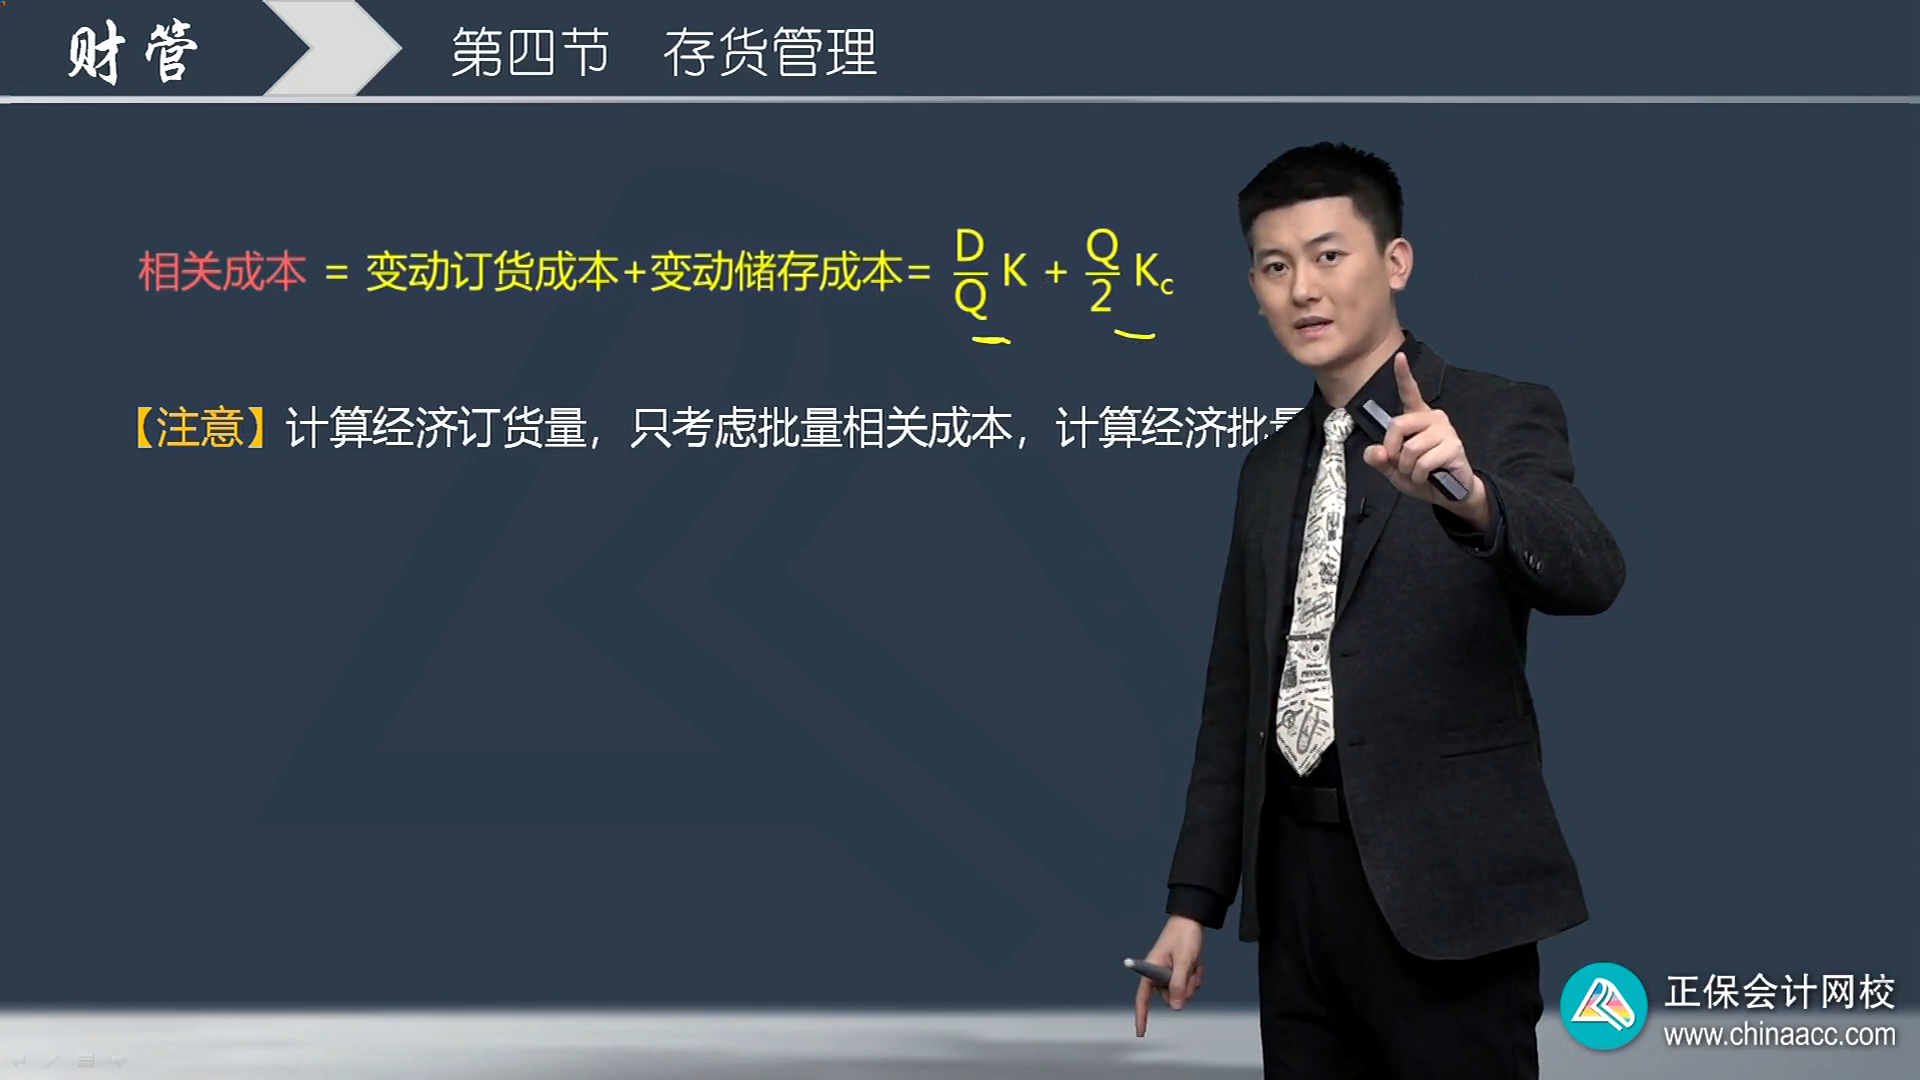 财管
第四节 存货管理
相关成本 = 变动订货成本+变动储存成本= D/Q K + Q/2 Kc
【注意】计算经济订货量，只考虑批量相关成本，计算经济批量
正保会计网校
www.chinaacc.com